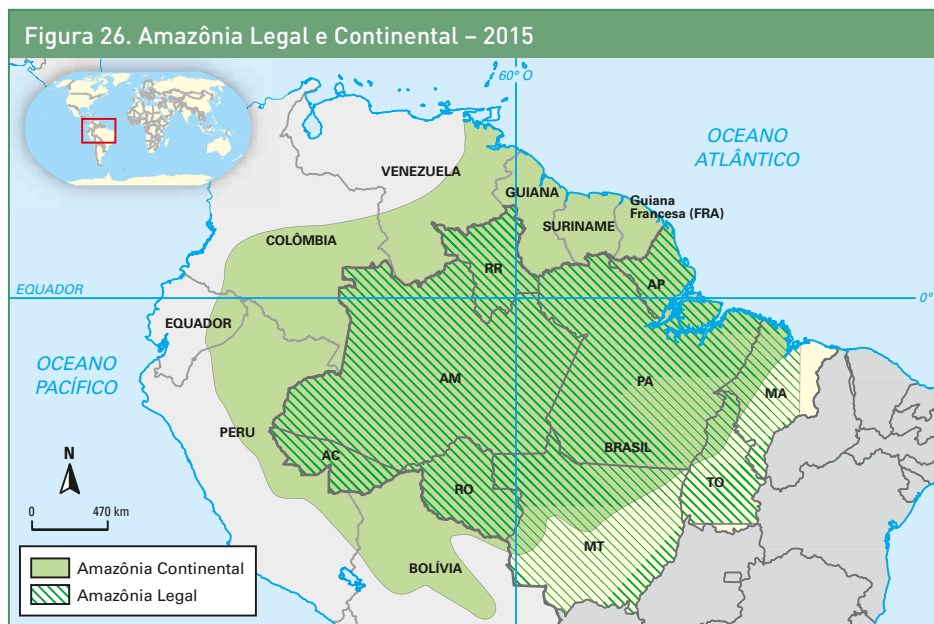 Figura 26. Amazônia Legal e Continental – 2015
60° O
OCEANO
ATLÂNTICO
VENEZUELA
GUIANA
Guiana
Francesa (FRA)
SURINAME
COLÔMBIA
RR
AP
EQUADOR
0°
EQUADOR
OCEANO
PACÍFICO
AM
PA
MA
PERU
BRASIL
AC
RO
TO
N
0 470 km
MT
BOLÍVIA
Amazônia Continental
Amazônia Legal